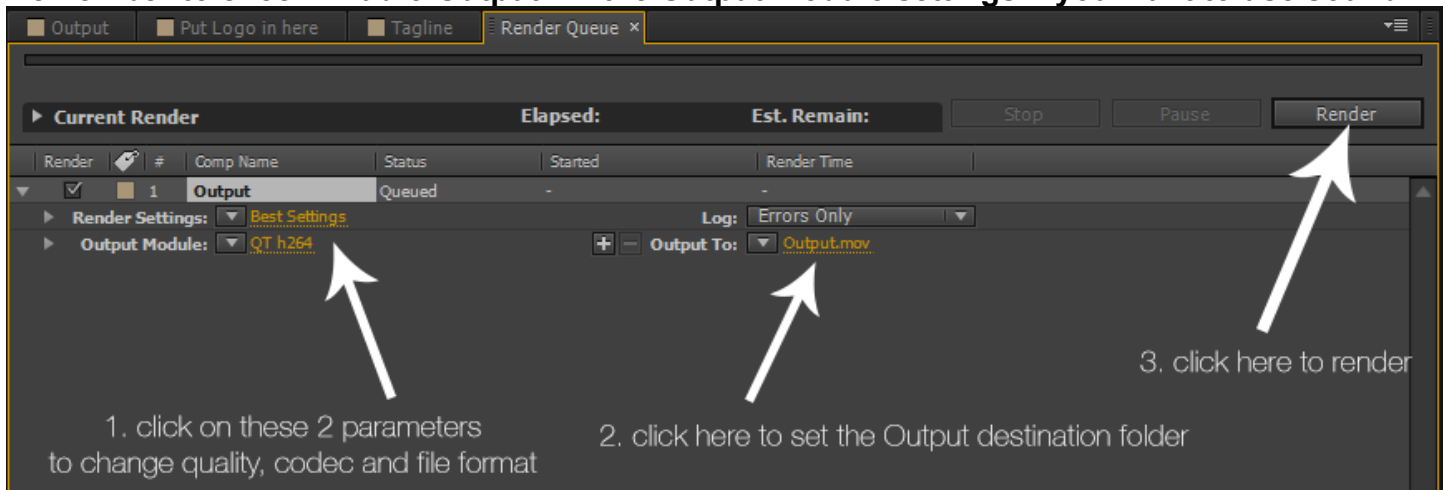 Output Put Logo in here Tagline Render Queue ×
Current Render Elapsed: Est. Remain: Stop Pause Render
Render # Comp Name Status Started Render Time
1 Output Queued - -
Render Settings: Best Settings Log: Errors Only
Output Module: QT h264 + - Output To: Output.mov
3. click here to render
1. click on these 2 parameters
to change quality, codec and file format
2. click here to set the Output destination folder